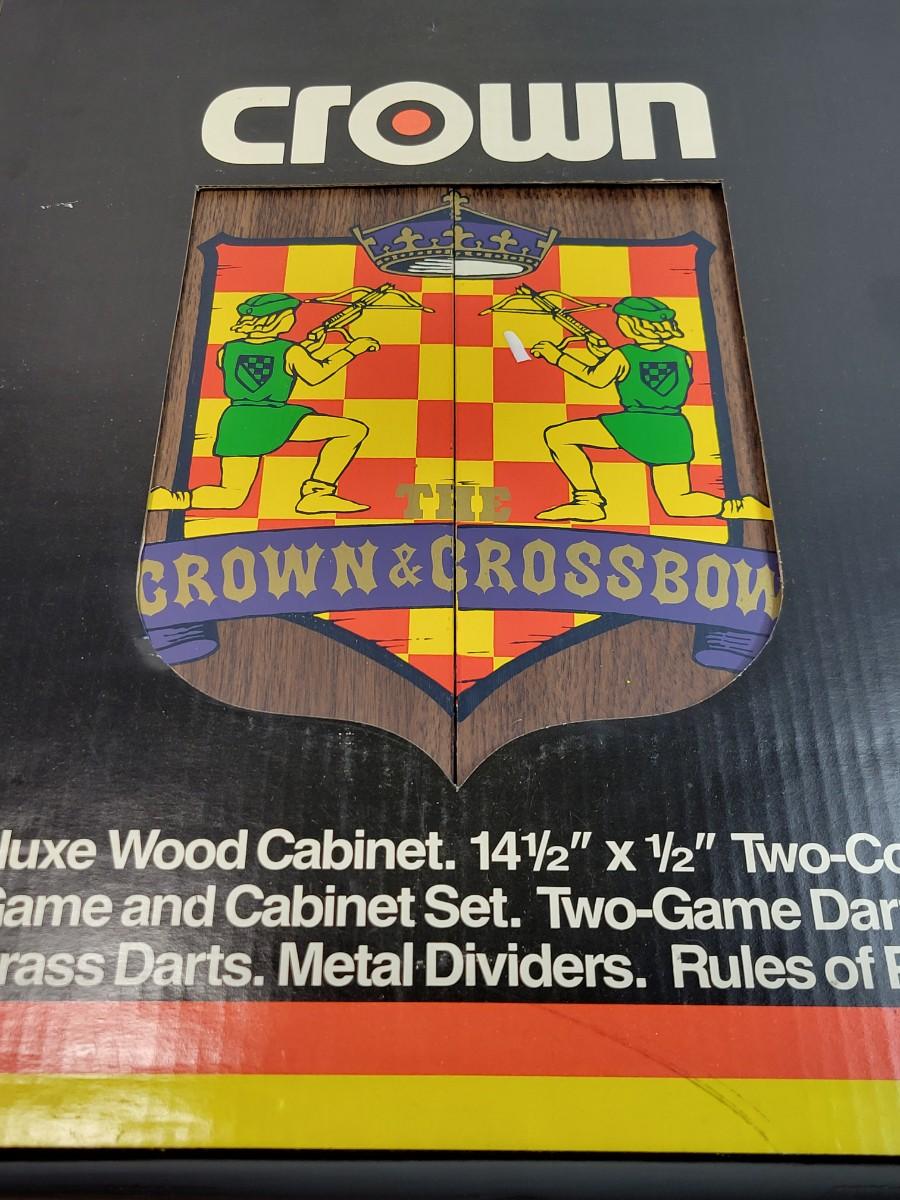 crown
THE
CROWN & CROSSBOW
luxe Wood Cabinet. 14½" x ½" Two-Co
Game and Cabinet Set. Two-Game Dar
rass Darts. Metal Dividers. Rules of P